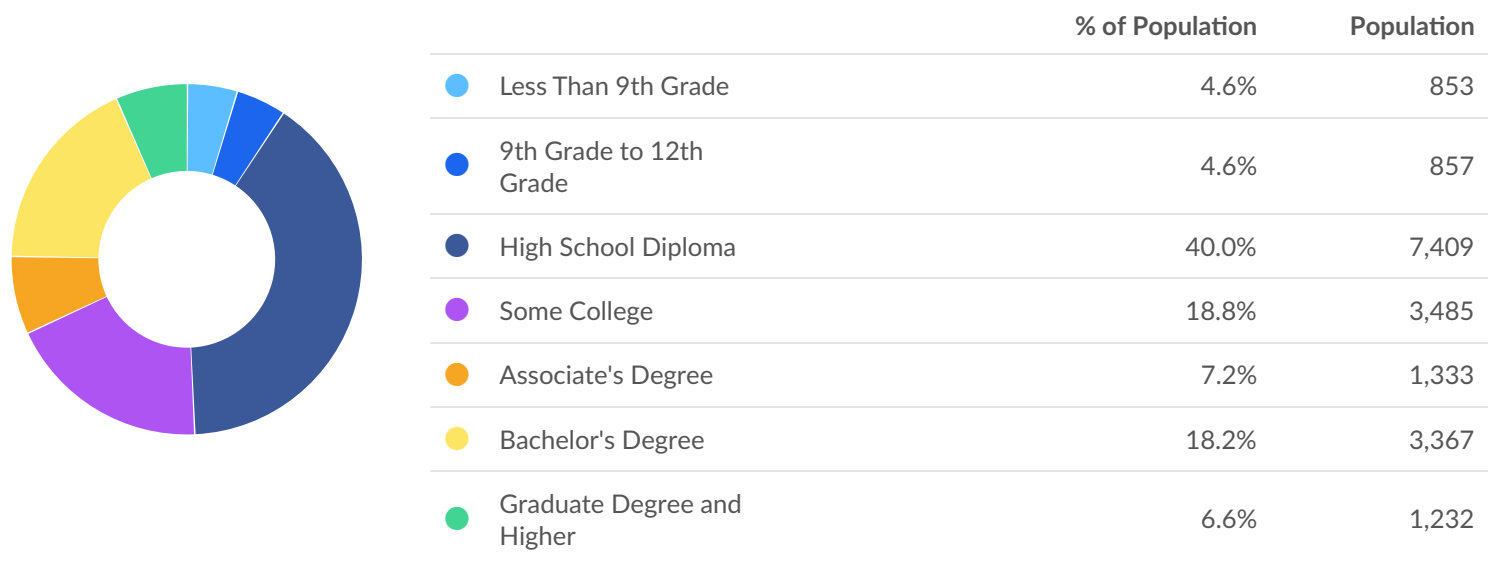 % of Population Population
Less Than 9th Grade 4.6% 853
9th Grade to 12th
Grade 4.6% 857
High School Diploma 40.0% 7,409
Some College 18.8% 3,485
Associate's Degree 7.2% 1,333
Bachelor's Degree 18.2% 3,367
Graduate Degree and
Higher 6.6% 1,232